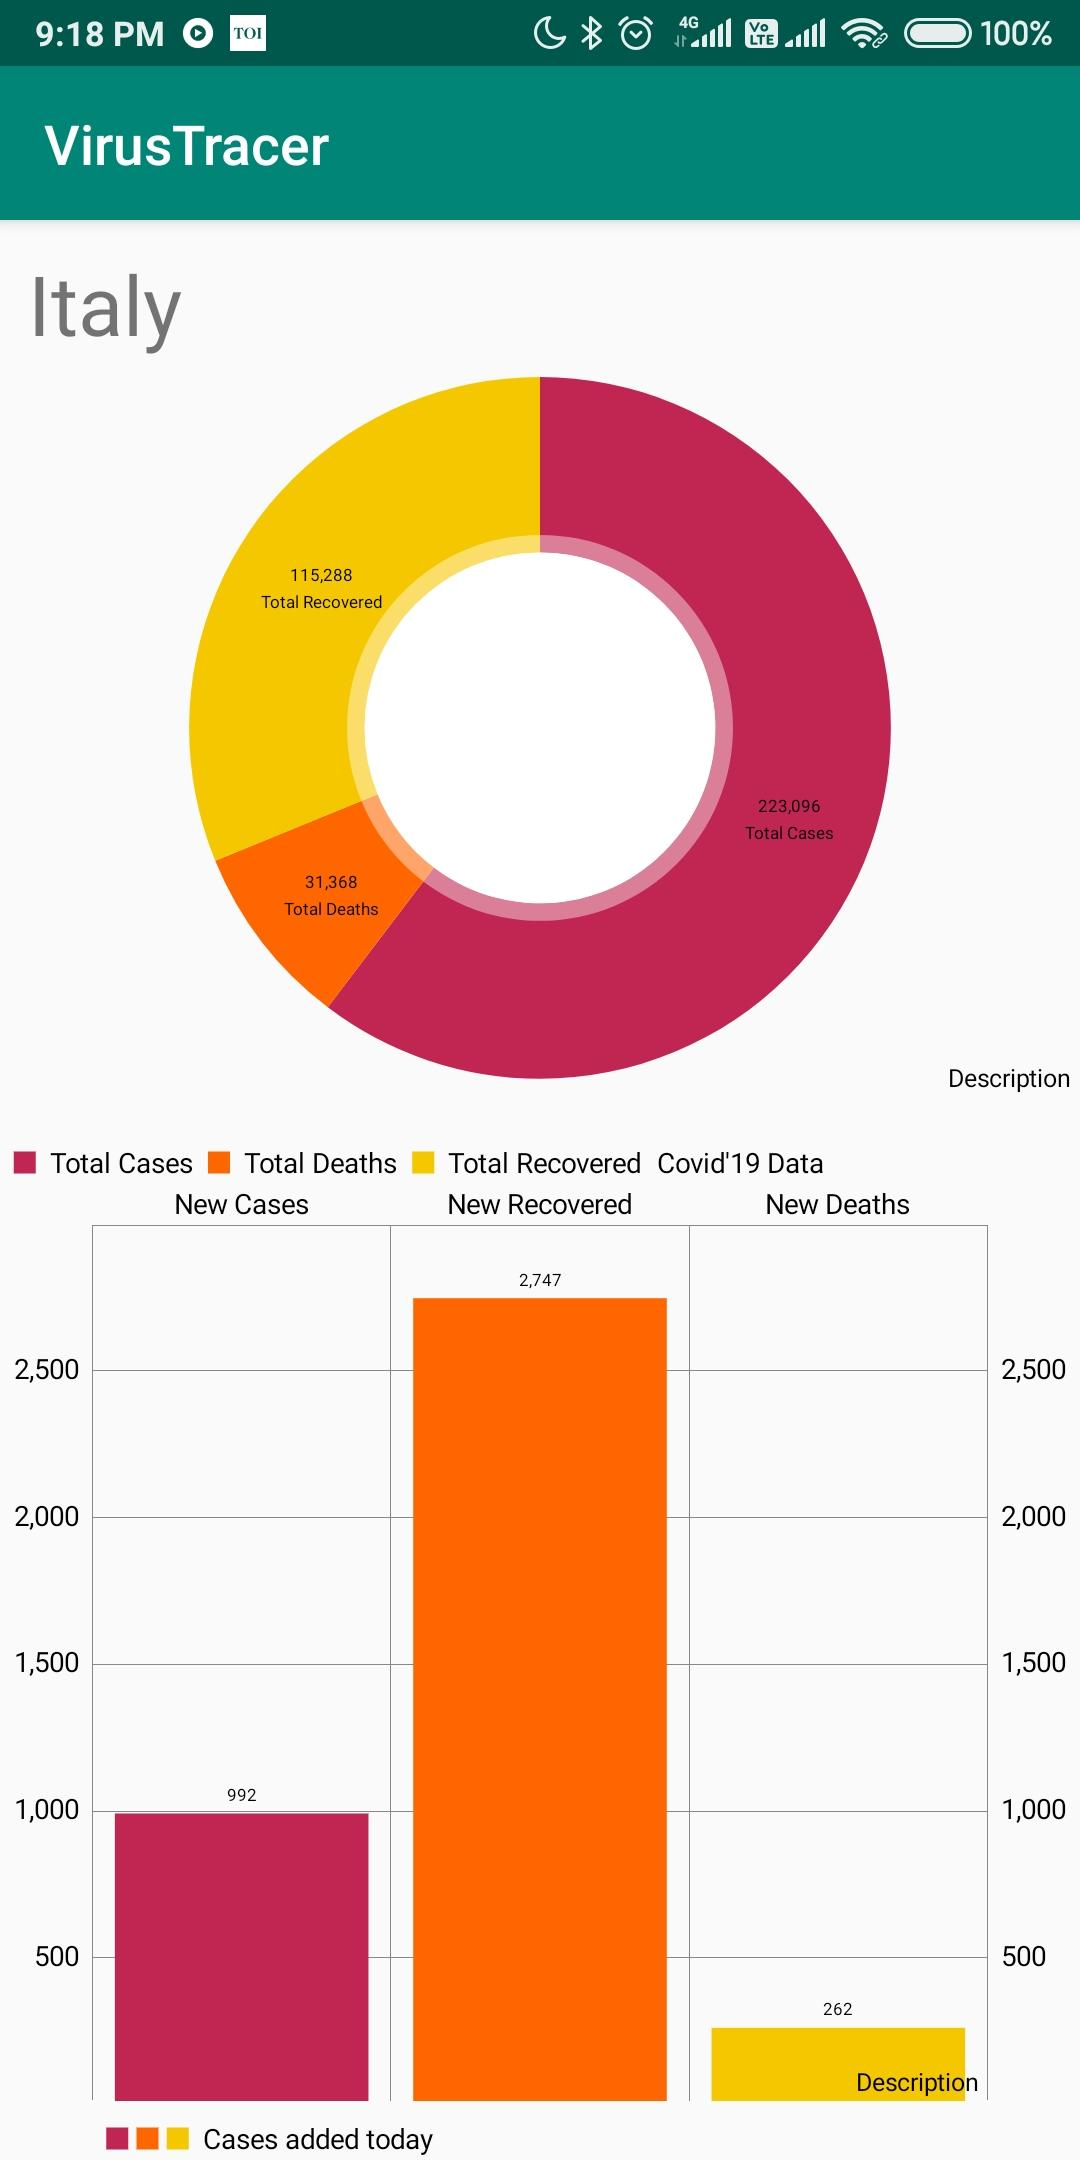 9:18 PM TOI 4G Vo LTE 100%
VirusTracer
Italy
115,288
Total Recovered
223,096
Total Cases
31,368
Total Deaths
Description
Total Cases Total Deaths Total Recovered Covid'19 Data
New Cases New Recovered New Deaths
2,747
2,500 2,500
2,000 2,000
1,500 1,500
992
1,000 1,000
500 500
262
Description
Cases added today